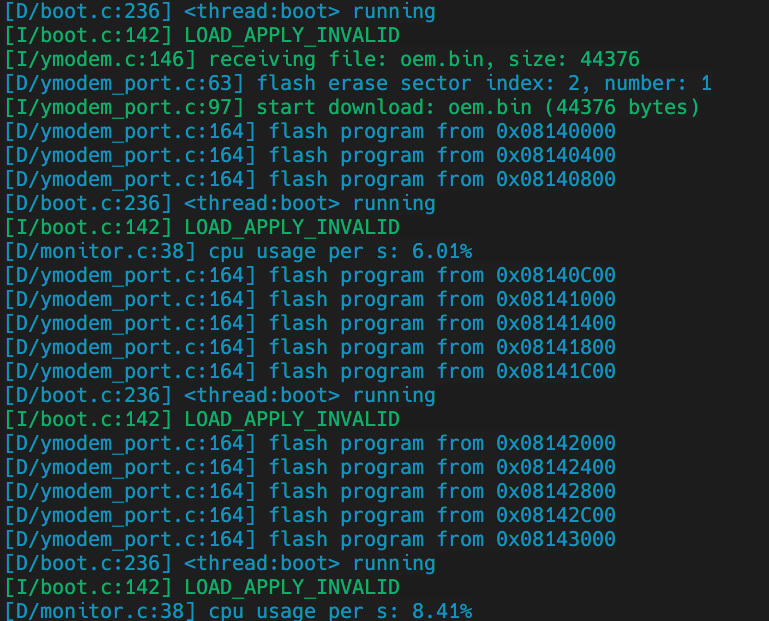 [D/boot.c:236] <thread:boot> running
[I/boot.c:142] LOAD_APPLY_INVALID
[I/ymodem.c:146] receiving file: oem.bin, size: 44376
[D/ymodem_port.c:63] flash erase sector index: 2, number: 1
[I/ymodem_port.c:97] start download: oem.bin (44376 bytes)
[D/ymodem_port.c:164] flash program from 0x08140000
[D/ymodem_port.c:164] flash program from 0x08140400
[D/ymodem_port.c:164] flash program from 0x08140800
[D/boot.c:236] <thread:boot> running
[I/boot.c:142] LOAD_APPLY_INVALID
[D/monitor.c:38] cpu usage per s: 6.01%
[D/ymodem_port.c:164] flash program from 0x08140C00
[D/ymodem_port.c:164] flash program from 0x08141000
[D/ymodem_port.c:164] flash program from 0x08141400
[D/ymodem_port.c:164] flash program from 0x08141800
[D/ymodem_port.c:164] flash program from 0x08141C00
[D/boot.c:236] <thread:boot> running
[I/boot.c:142] LOAD_APPLY_INVALID
[D/ymodem_port.c:164] flash program from 0x08142000
[D/ymodem_port.c:164] flash program from 0x08142400
[D/ymodem_port.c:164] flash program from 0x08142800
[D/ymodem_port.c:164] flash program from 0x08142C00
[D/ymodem_port.c:164] flash program from 0x08143000
[D/boot.c:236] <thread:boot> running
[I/boot.c:142] LOAD_APPLY_INVALID
[D/monitor.c:38] cpu usage per s: 8.41%